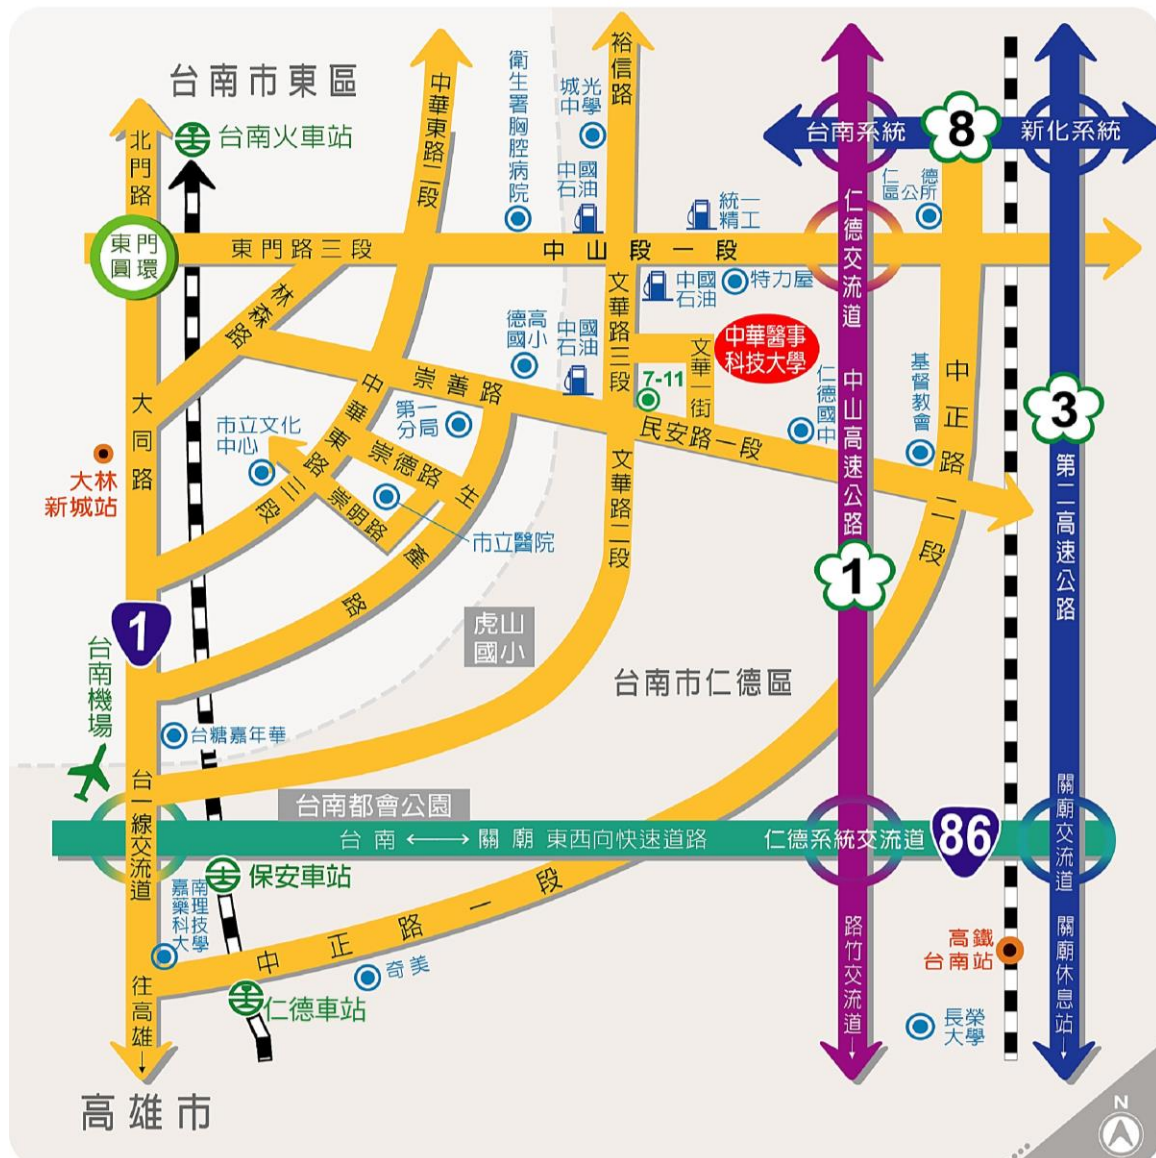 台南市東區
北門路
台南火車站
中華東路二段
衛生署胸腔病院
城光
中學
裕信路
中國
石油
統一
精工
台南系統
8
新化系統
仁德
區公所
仁德交流道
東門
圓環
東門路三段
中山段一段
中國
石油
特力屋
文華路三段
林森路
德高
國小
中國
石油
中華醫事
科技大學
文華一街
7-11
崇善路
民安路一段
仁德
國中
基督教會
中正路二段
中山高速公路
3
第二高速公路
大同路
市立文化
中心
第一
分局
中華東路三段
崇德路
崇明路
生產路
市立醫院
大林
新城站
文華路二段
1
1
虎山
國小
台南市仁德區
台南機場
台糖嘉年華
台一線交流道
台南都會公園
台南
關廟
東西向快速道路
仁德系統交流道
86
關廟交流道
保安車站
嘉南
藥理
科技
大學
中正路一段
奇美
仁德車站
往高雄↓
高雄市
路竹交流道↓
高鐵
台南站
長榮
大學
關廟休息站↓
N